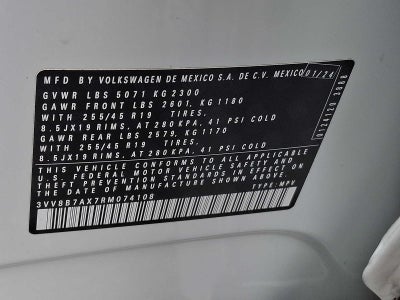 MFD BY VOLKSWAGEN DE MEXICO S.A. DE C.V. MEXICO 01/24
GVWR LBS 5071 KG 2300
GAWR FRONT LBS 2601, KG 1180
WITH 255/45 R19 TIRES,
8.5JX19 RIMS, AT 280 KPA, 41 PSI COLD
GAWR REAR LBS 2579, KG 1170
WITH 255/45 R19 TIRES,
8.5JX19 RIMS, AT 280 KPA, 41 PSI COLD
THIS VEHICLE CONFORMS TO ALL APPLICABLE
U.S. FEDERAL MOTOR VEHICLE SAFETY AND
THEFT PREVENTION STANDARDS IN EFFECT ON
THE DATE OF MANUFACTURE SHOWN ABOVE
3VV8B7AX7RM074108 TYPE: MPV